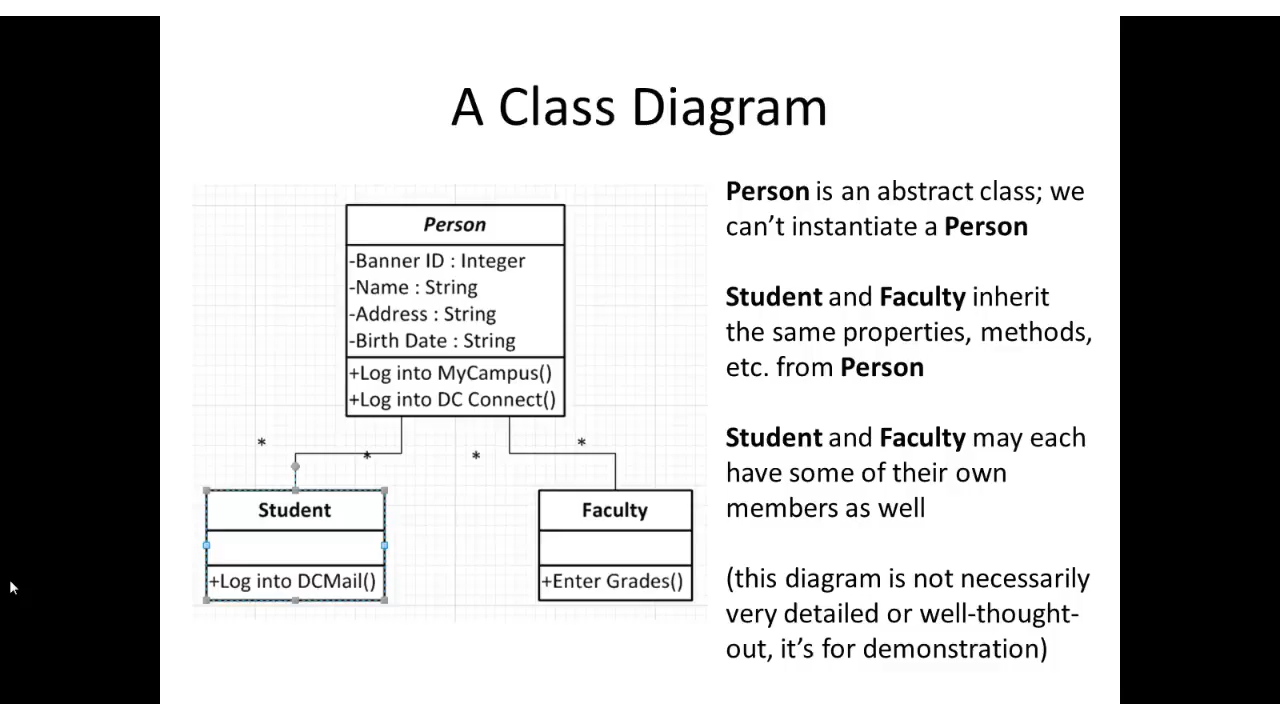 A Class Diagram
Person
-Banner ID : Integer
-Name : String
-Address : String
-Birth Date : String
+Log into MyCampus()
+Log into DC Connect()
*
*
*
*
Student
+Log into DCMail()
Faculty
+Enter Grades()
Person is an abstract class; we
can’t instantiate a Person
Student and Faculty inherit
the same properties, methods,
etc. from Person
Student and Faculty may each
have some of their own
members as well
(this diagram is not necessarily
very detailed or well-thought-
out, it’s for demonstration)